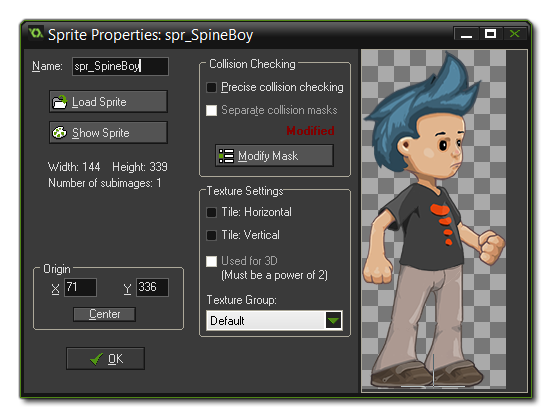 Sprite Properties: spr_SpineBoy
Name: spr_SpineBoy
Load Sprite
Show Sprite
Width: 144 Height: 339
Number of subimages: 1
Origin
X 71 Y 336
Center
OK
Collision Checking
Precise collision checking
Separate collision masks
Modified
Modify Mask
Texture Settings
Tile: Horizontal
Tile: Vertical
Used for 3D
(Must be a power of 2)
Texture Group:
Default